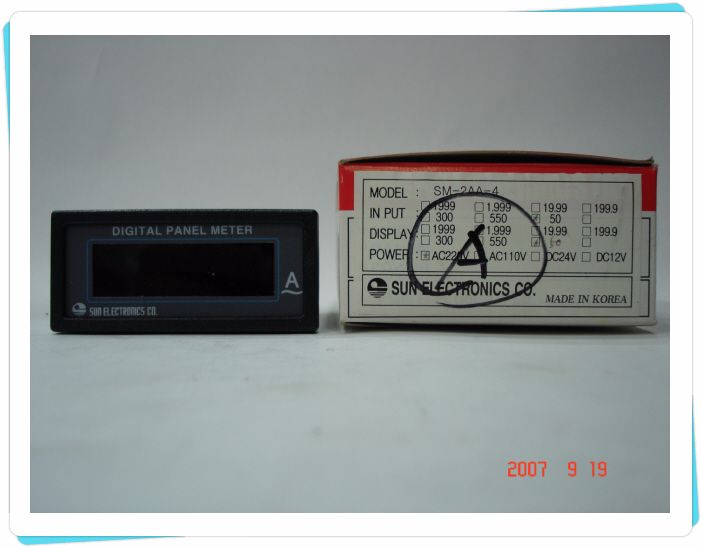 DIGITAL PANEL METER
A
SUN ELECTRONICS CO.
MODEL : SM-2AA-4
IN PUT : 1999 1.999 19.99 199.9
300 550 50
DISPLAY: 1999 1.999 19.99 199.9
300 550 50
POWER: AC220V AC110V DC24V DC12V
A
SUN ELECTRONICS CO.
MADE IN KOREA
2007 9 19